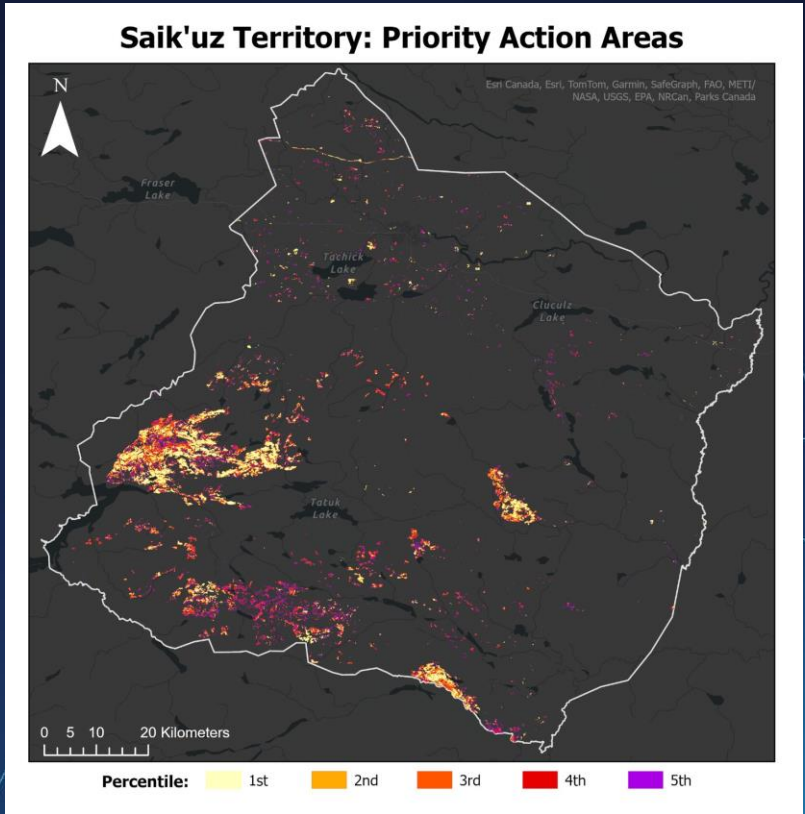 Saik'uz Territory: Priority Action Areas
N
Esri Canada, Esri, TomTom, Garmin, SafeGraph, FAO, METI/
NASA, USGS, EPA, NRCan, Parks Canada
Fraser
Lake
Tachick
Lake
Cluculz
Lake
Tatuk
Lake
0 5 10 20 Kilometers
Percentile: 1st 2nd 3rd 4th 5th